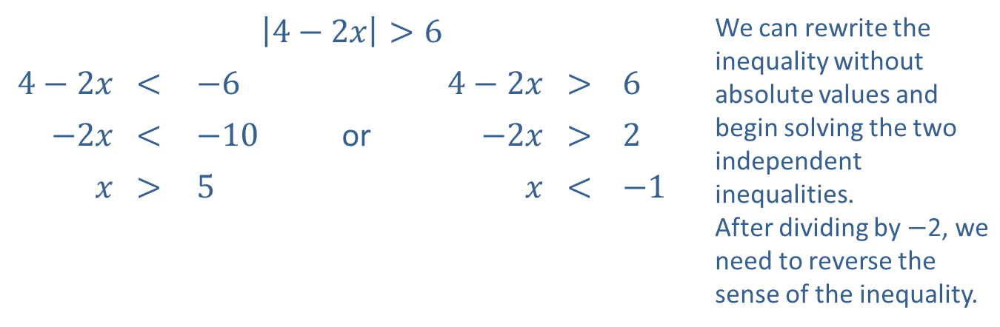 |4 − 2x| > 6
4 − 2x < −6 4 − 2x > 6
−2x < −10 or −2x > 2
x > 5 x < −1
We can rewrite the
inequality without
absolute values and
begin solving the two
independent
inequalities.
After dividing by −2, we
need to reverse the
sense of the inequality.